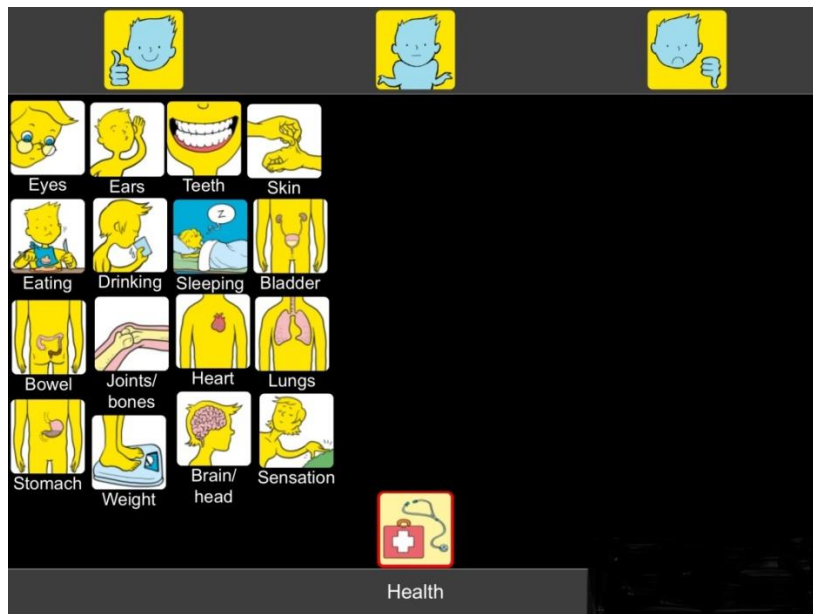 Eyes
Ears
Teeth
Skin
Eating
Drinking
Z
Sleeping
Bladder
Bowel
Joints/
bones
Heart
Lungs
Stomach
Weight
Brain/
head
Sensation
Health